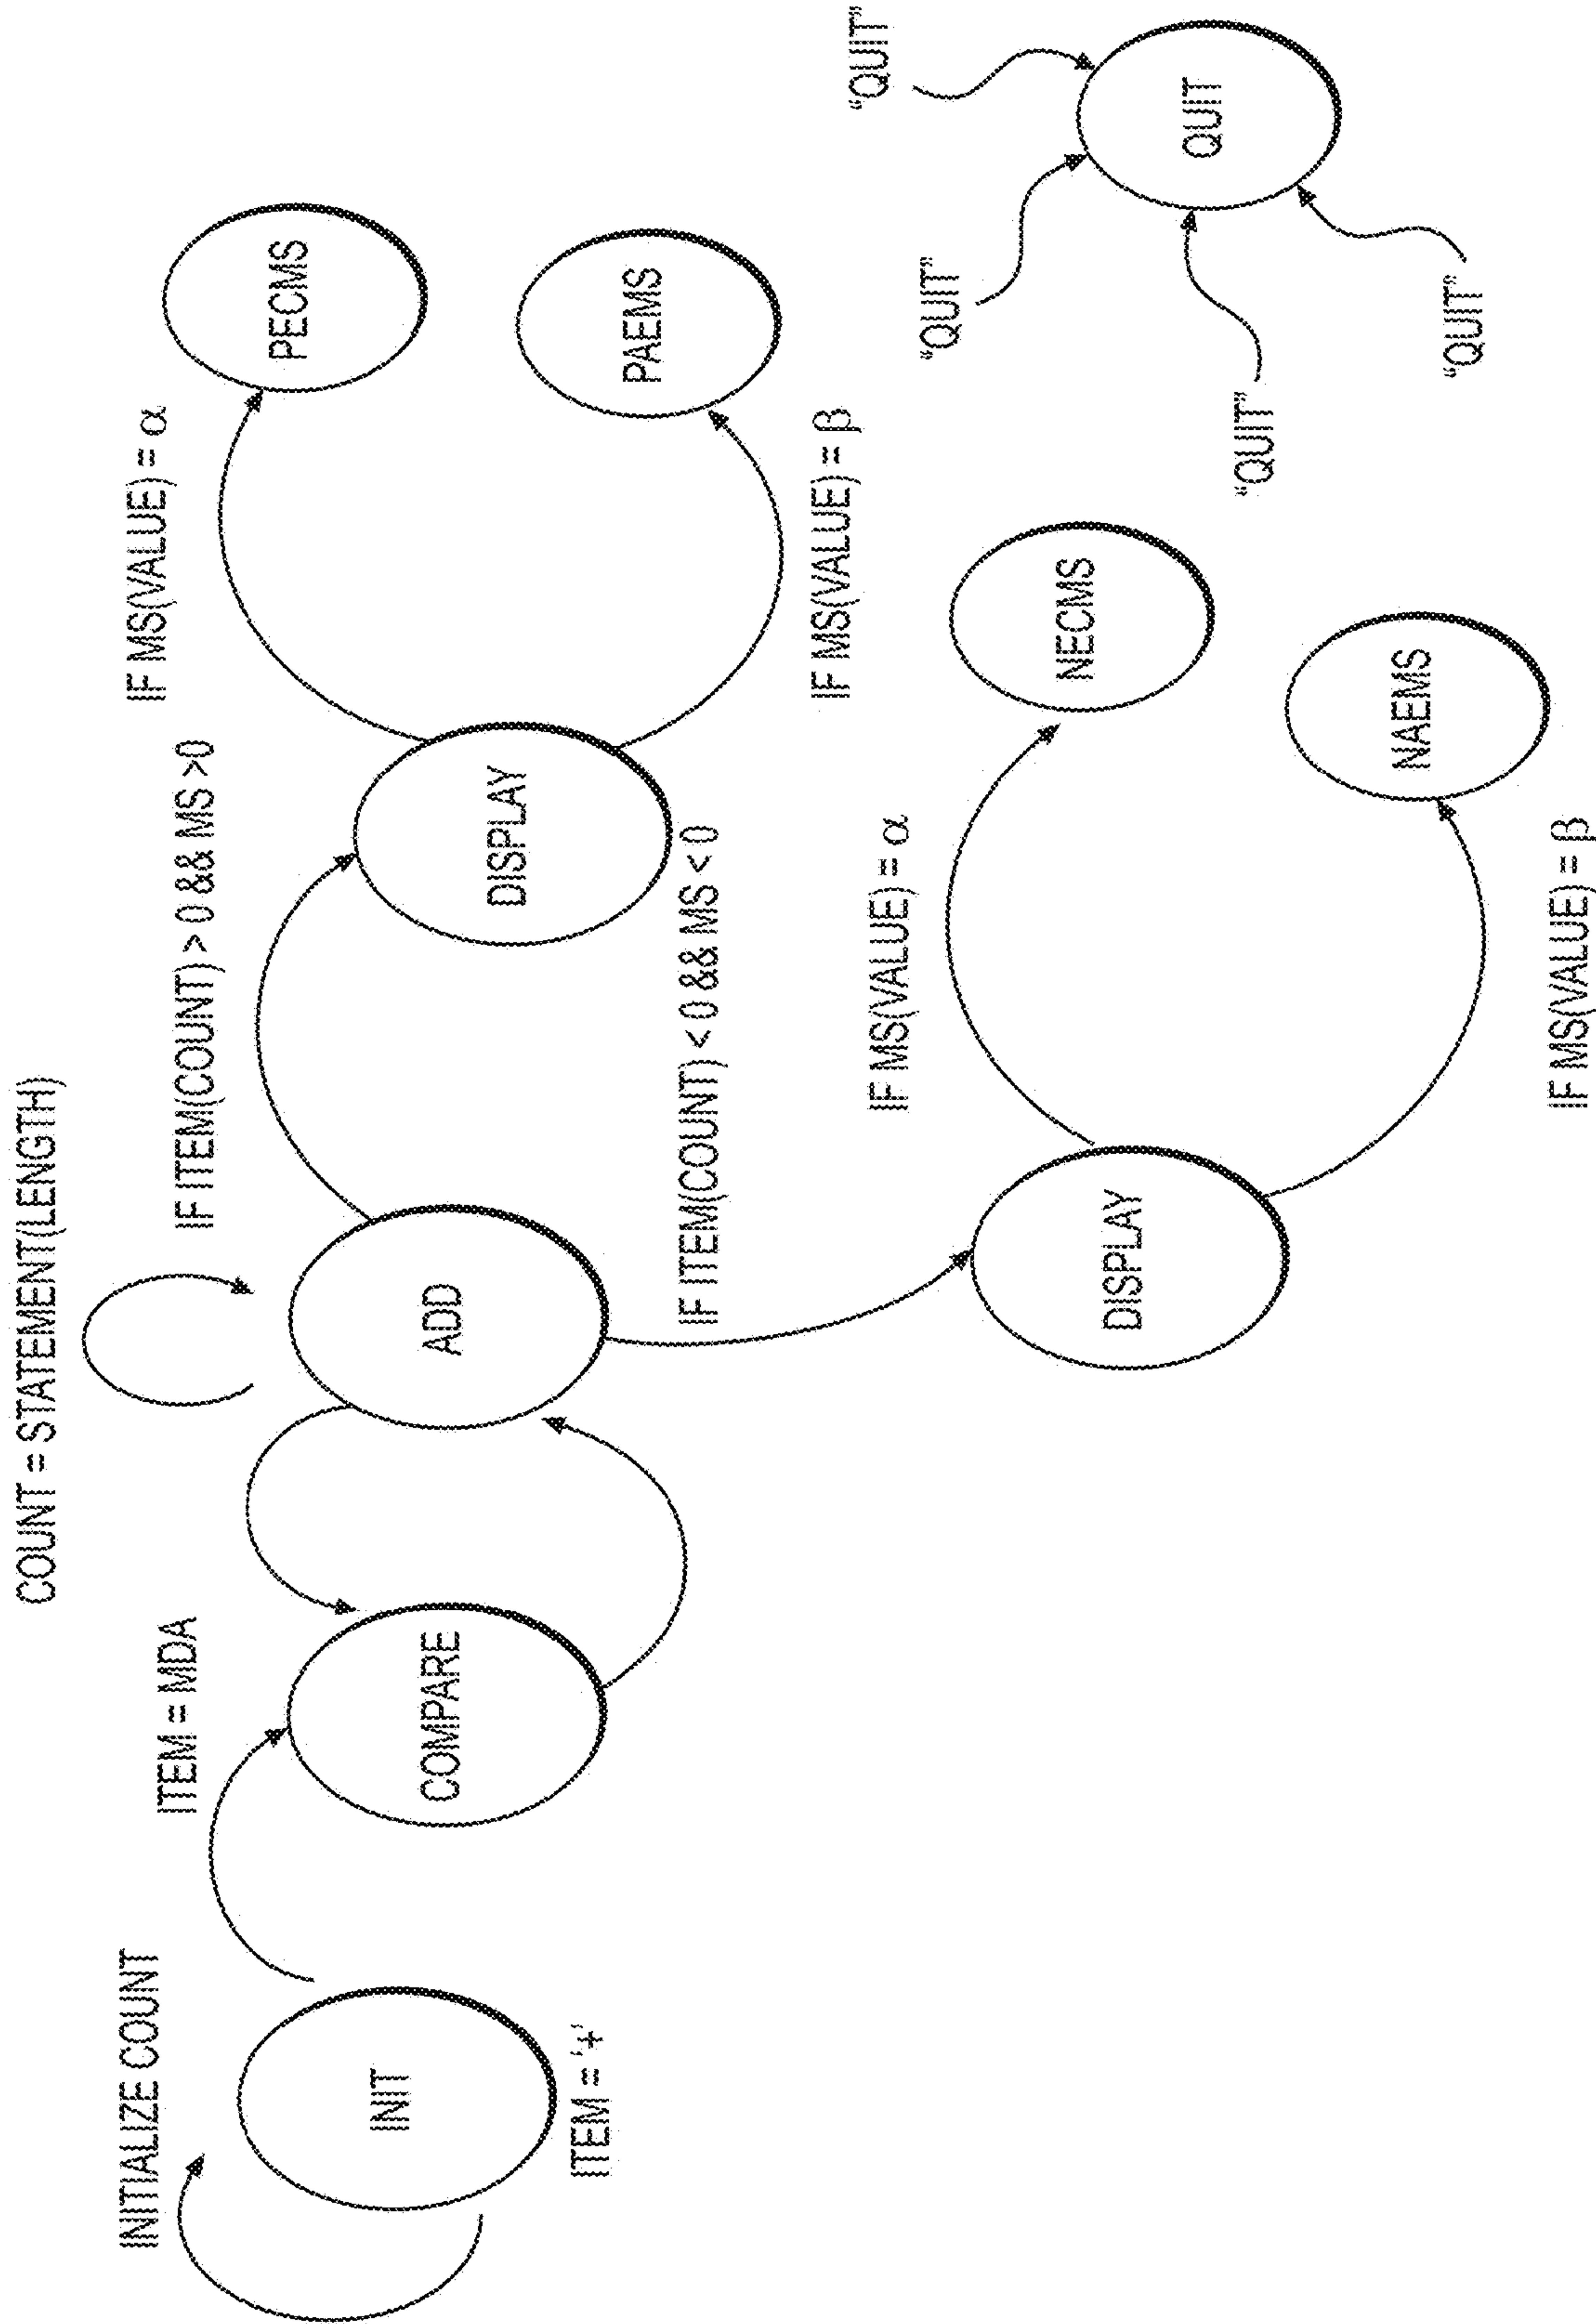 COUNT = STATEMENT(LENGTH)
INITIALIZE COUNT
ITEM = MDA
IF ITEM(COUNT) > 0 && MS >0
IF MS(VALUE) = α
INIT
COMPARE
ADD
DISPLAY
PECMS
ITEM = '+'
IF ITEM(COUNT) < 0 && MS < 0
PAEMS
IF MS(VALUE) = β
IF MS(VALUE) = α
"QUIT"
"QUIT"
DISPLAY
NECMS
QUIT
"QUIT"
NAEMS
"QUIT"
IF MS(VALUE) = β